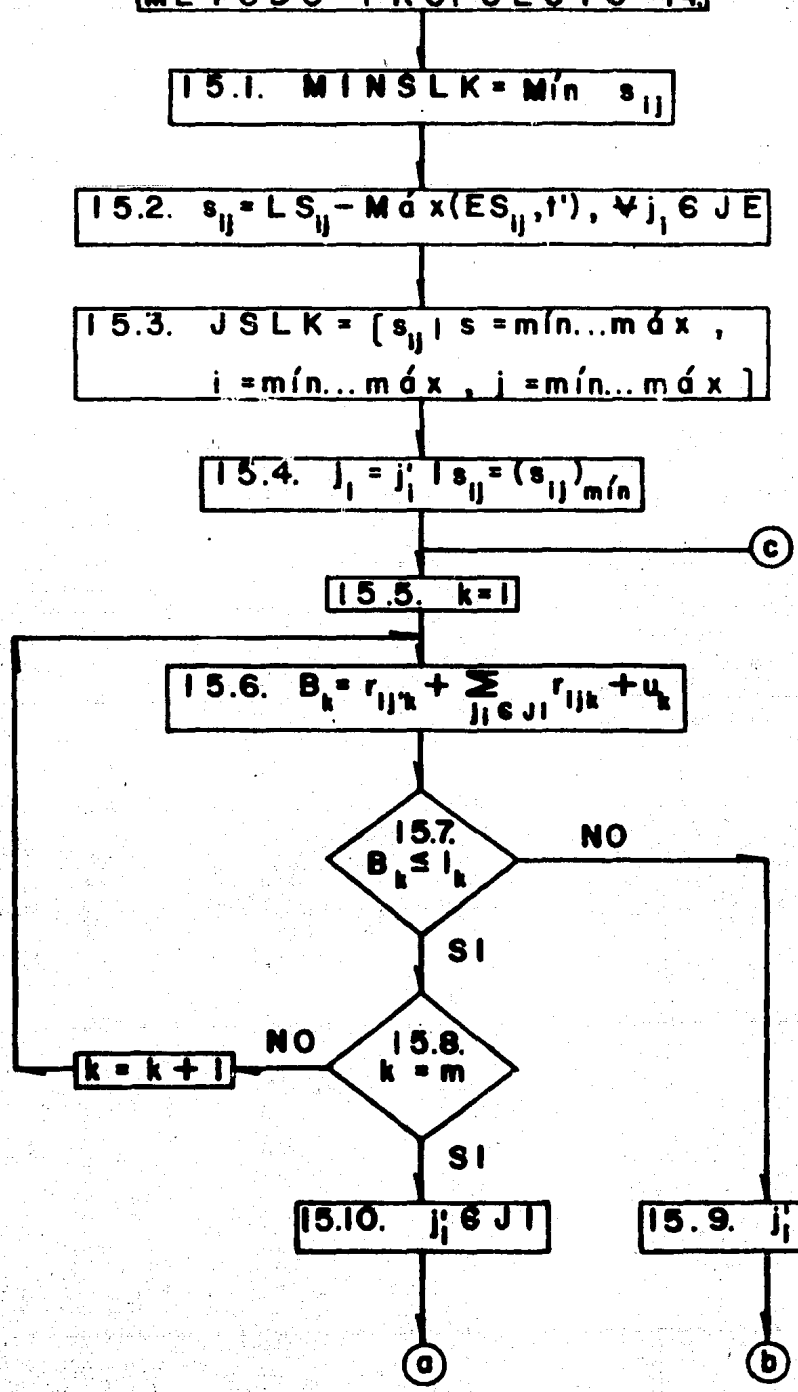 METODO PROPUESTO
15.1. MINSLK = Mín s_ij
15.2. s_ij = LS_ij - Máx(ES_ij, t'), ∀ j_i ∈ JE
15.3. JSLK = [s_ij | s = mín...máx ,
i = mín...máx , j = mín...máx ]
15.4. j_i = j'_i | s_ij = (s_ij)mín
c
15.5. k = 1
15.6. B_k = r_ij'k + Σ_{j_i ∈ JI} r_ijk + u_k
15.7.
B_k ≤ l_k
NO
SI
15.8.
k = m
NO
k = k + 1
SI
15.10. j'_i ∈ JI
15.9. j'_i
a
b